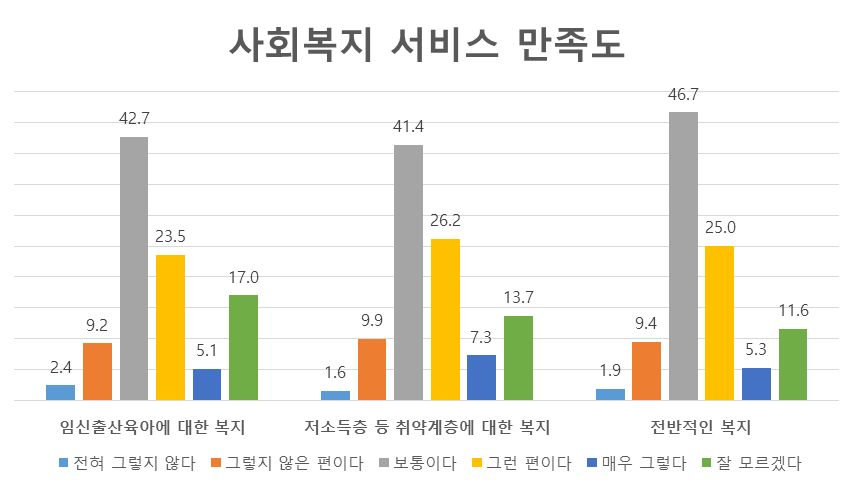 사회복지 서비스 만족도
2.4 9.2 42.7 23.5 5.1 17.0
1.6 9.9 41.4 26.2 7.3 13.7
1.9 9.4 46.7 25.0 5.3 11.6
임신출산육아에 대한 복지 저소득층 등 취약계층에 대한 복지 전반적인 복지
전혀 그렇지 않다 그렇지 않은 편이다 보통이다 그런 편이다 매우 그렇다 잘 모르겠다